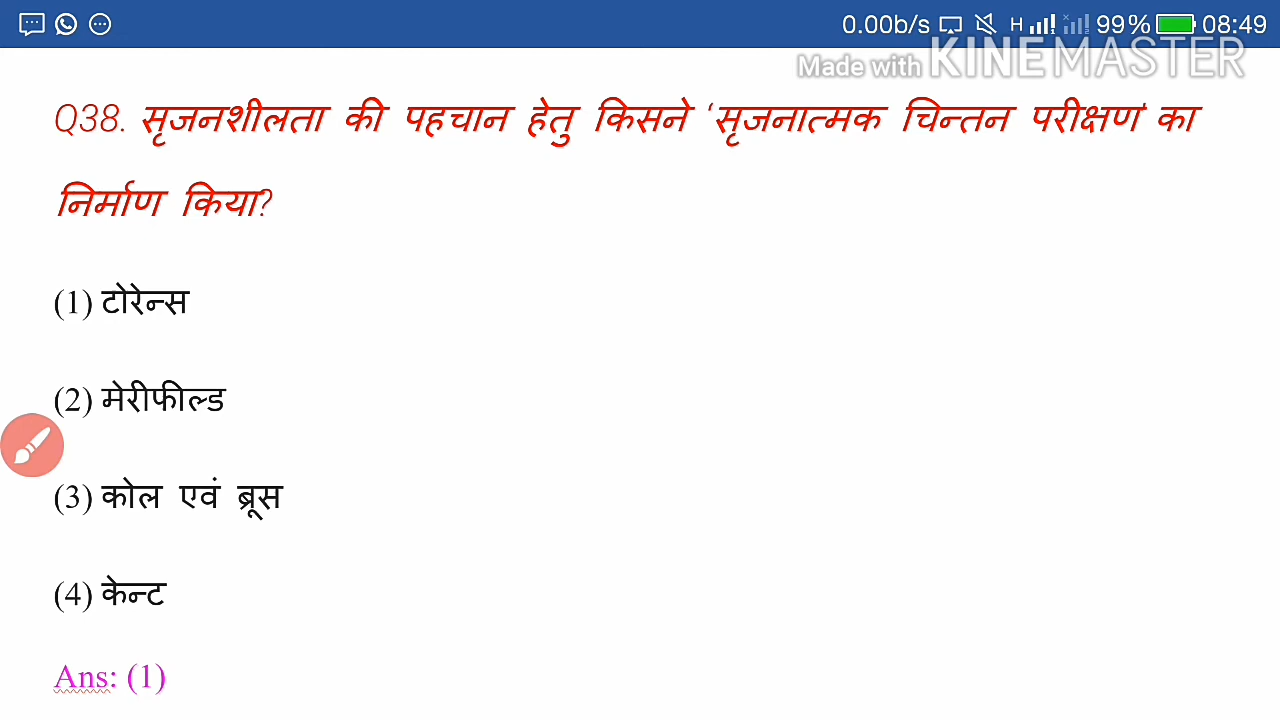 0.00b/s H 99% 08:49
Made with KINEMASTER
Q38. सृजनशीलता की पहचान हेतु किसने ‘सृजनात्मक चिन्तन परीक्षण’ का
निर्माण किया?
(1) टोरेन्स
(2) मेरीफील्ड
(3) कोल एवं ब्रूस
(4) केन्ट
Ans: (1)